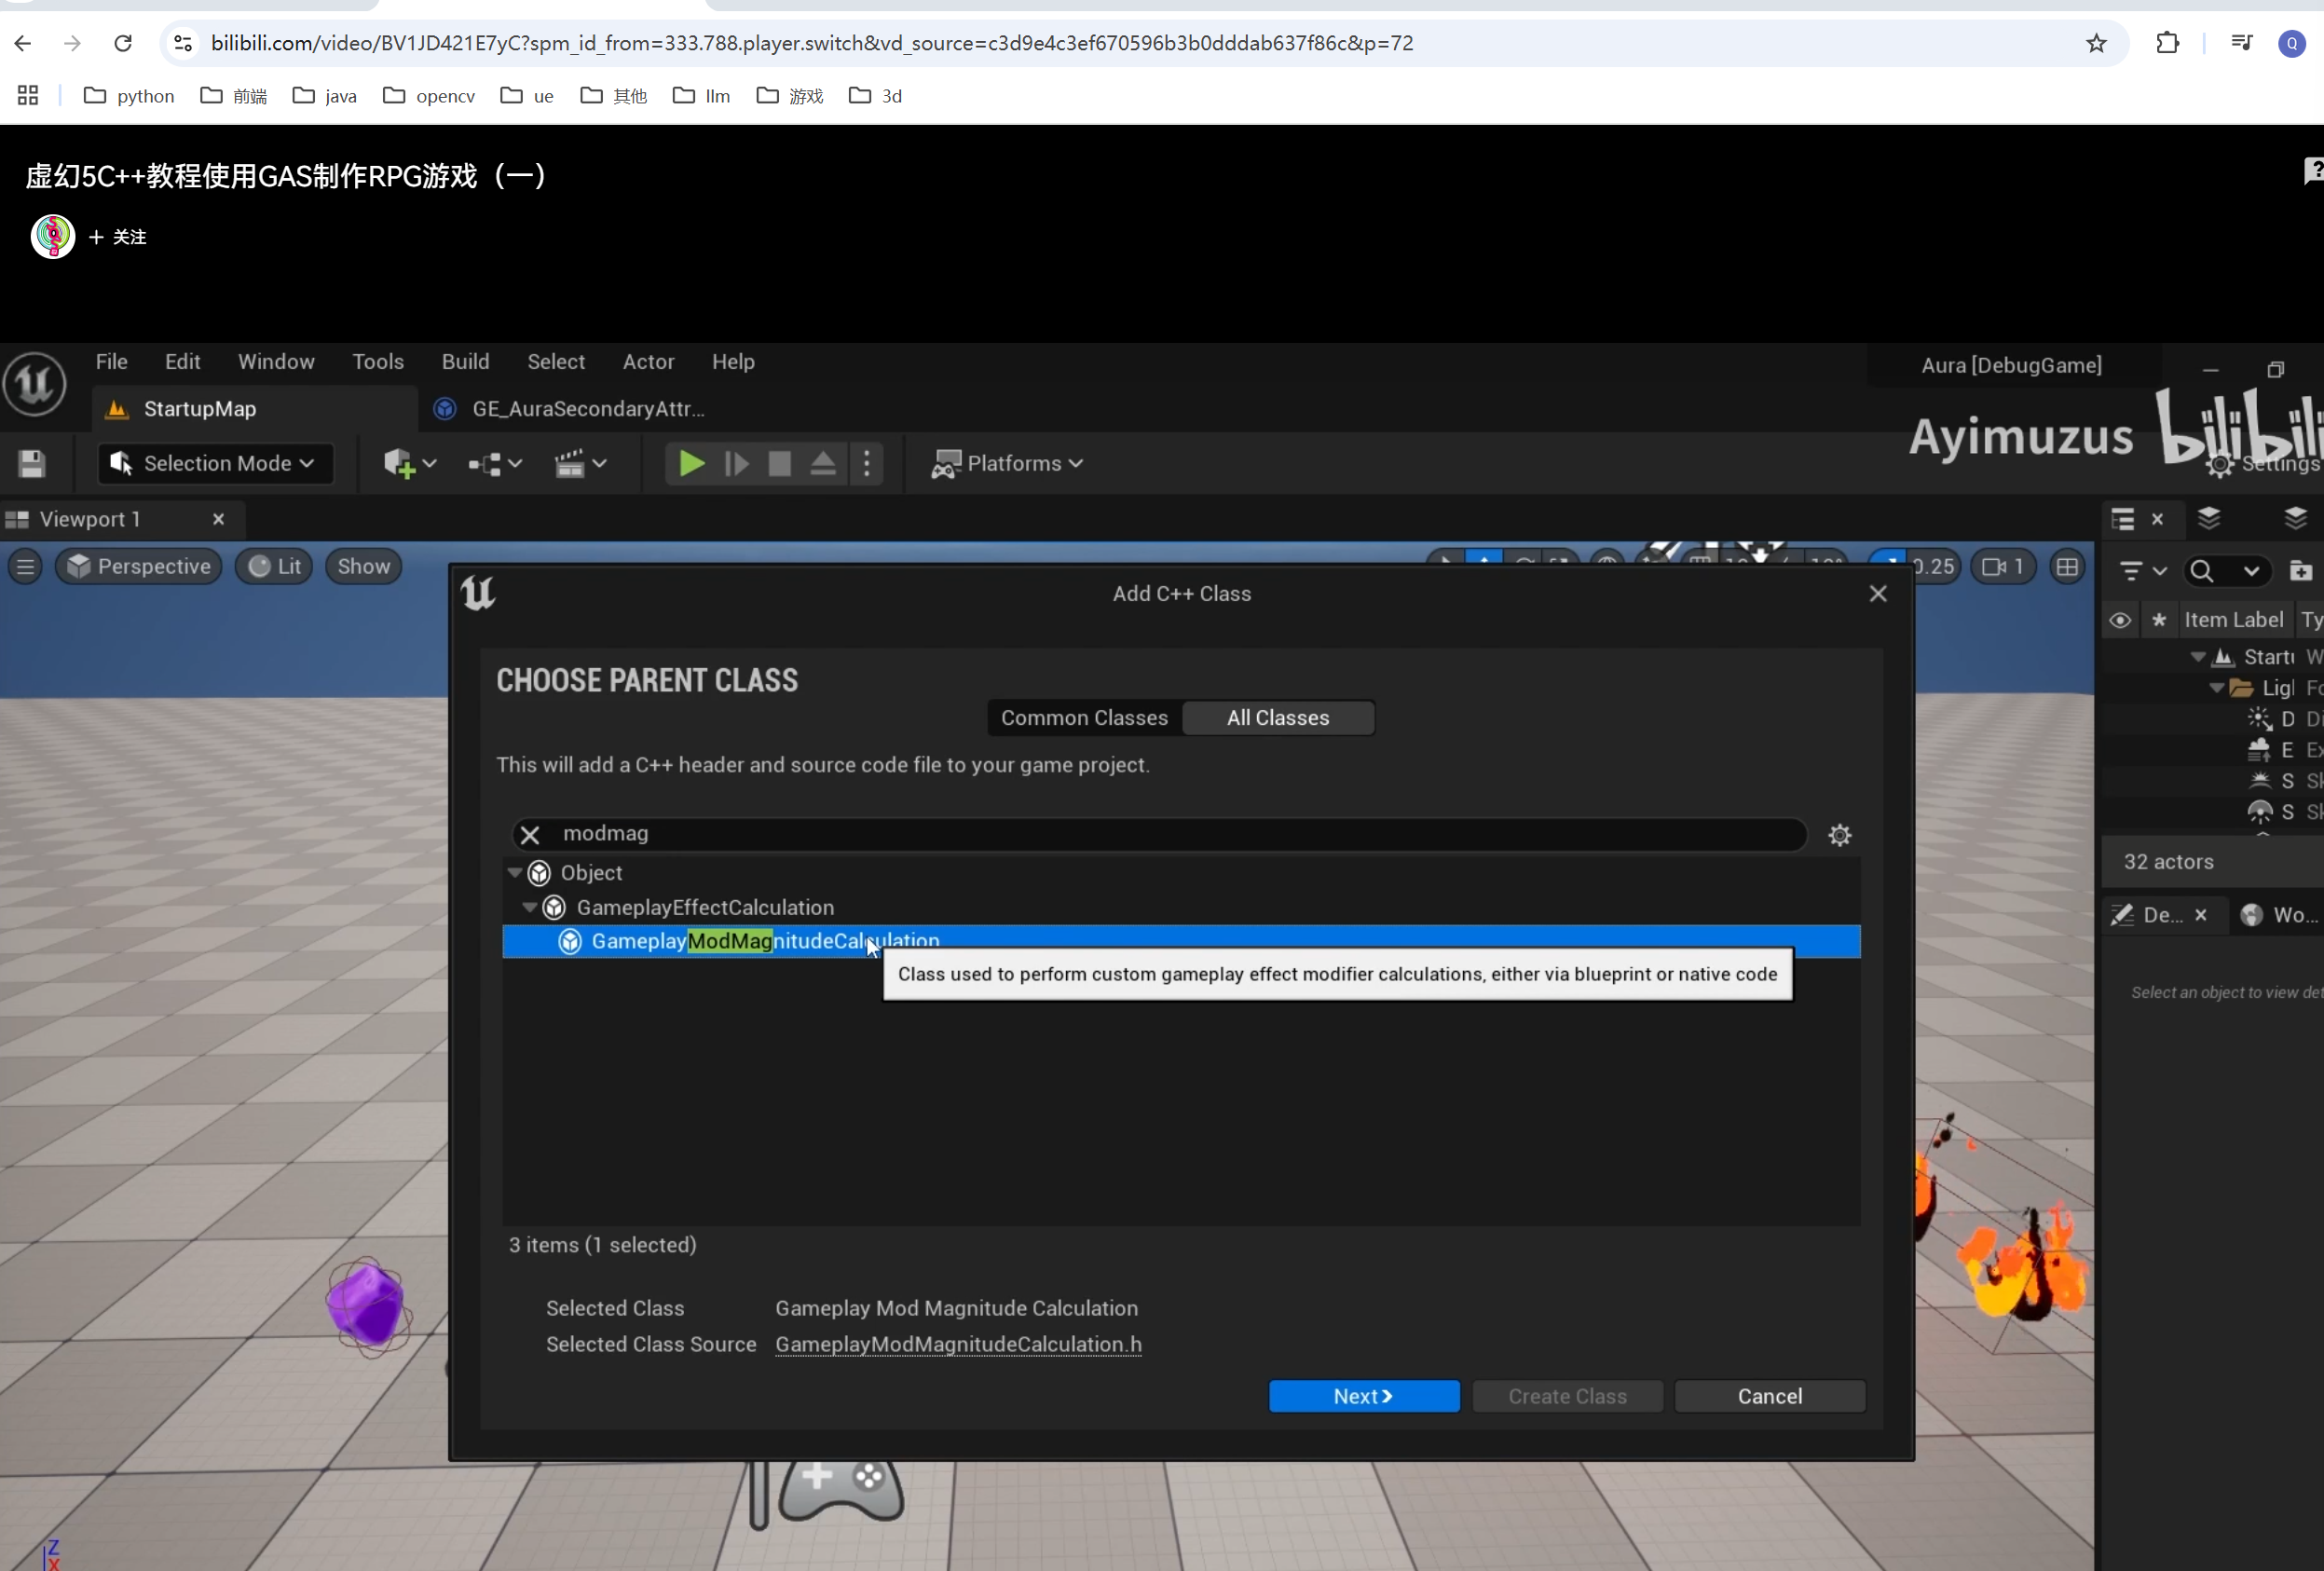 bilibili.com/video/BV1JD421E7yC?spm_id_from=333.788.player.switch&vd_source=c3d9e4c3ef670596b3b0dddab637f86c&p=72
Q
python 前端 java opencv ue 其他 llm 游戏 3d
虚幻5C++教程使用GAS制作RPG游戏（一）
+ 关注
File Edit Window Tools Build Select Actor Help
Aura [DebugGame]
StartupMap GE_AuraSecondaryAttr...
Ayimuzus bilibili
Selection Mode Platforms Settings
Viewport 1
Perspective Lit Show 0.25 1
Add C++ Class
Item Label Ty
CHOOSE PARENT CLASS
Common Classes All Classes
This will add a C++ header and source code file to your game project.
modmag
Object
GameplayEffectCalculation
GameplayModMagnitudeCalculation
Class used to perform custom gameplay effect modifier calculations, either via blueprint or native code
3 items (1 selected)
Selected Class Gameplay Mod Magnitude Calculation
Selected Class Source GameplayModMagnitudeCalculation.h
Next Create Class Cancel
Z
X
Startu W
Ligl Fo
D Di
E Ex
S Sk
S Sk
32 actors
De... Wo...
Select an object to view det